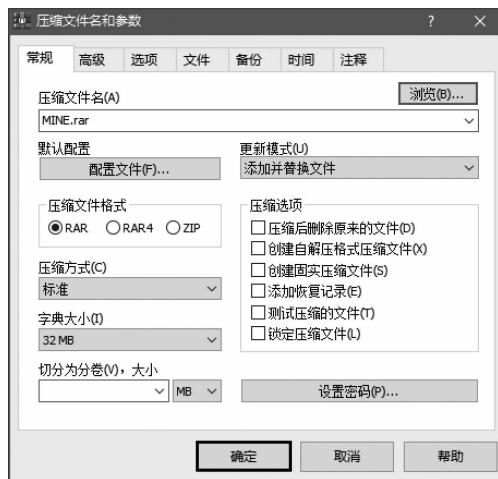 压缩文件名和参数
常规 高级 选项 文件 备份 时间 注释
压缩文件名(A) 浏览(B)...
MINE.rar
默认配置 更新模式(U)
配置文件(F)... 添加并替换文件
压缩文件格式 压缩选项
RAR RAR4 ZIP 压缩后删除原来的文件(D)
创建自解压格式压缩文件(X)
压缩方式(C) 创建固实压缩文件(S)
标准 添加恢复记录(E)
字典大小(I) 测试压缩的文件(T)
32 MB 锁定压缩文件(L)
切分为分卷(V)，大小
MB 设置密码(P)...
确定 取消 帮助